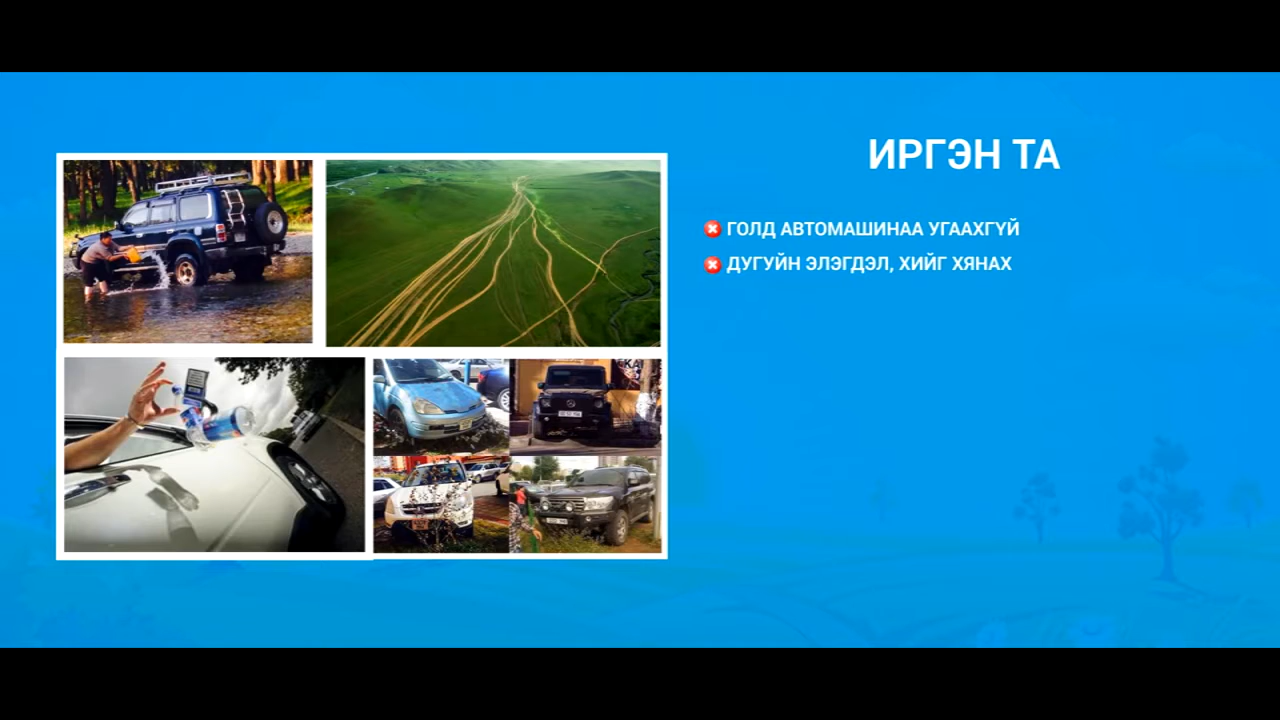 ИРГЭН ТА
ГОЛД АВТОМАШИНАА УГААХГҮЙ
ДУГУЙН ЭЛЭГДЭЛ, ХИЙГ ХЯНАХ